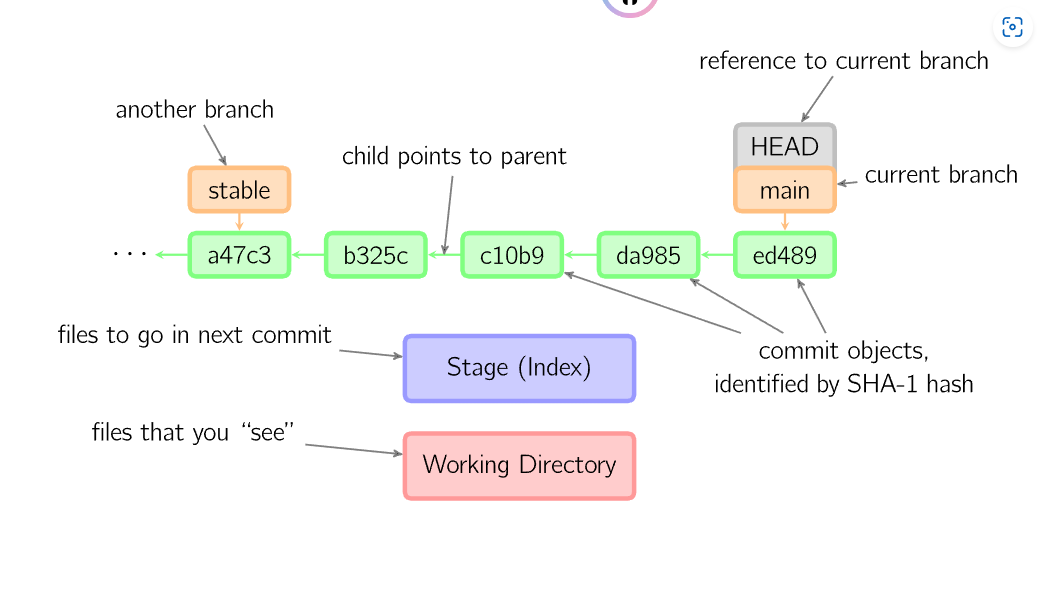 reference to current branch
another branch
HEAD
child points to parent
current branch
stable
main
··· a47c3 b325c c10b9 da985 ed489
files to go in next commit
commit objects,
Stage (Index)
identified by SHA-1 hash
files that you “see”
Working Directory